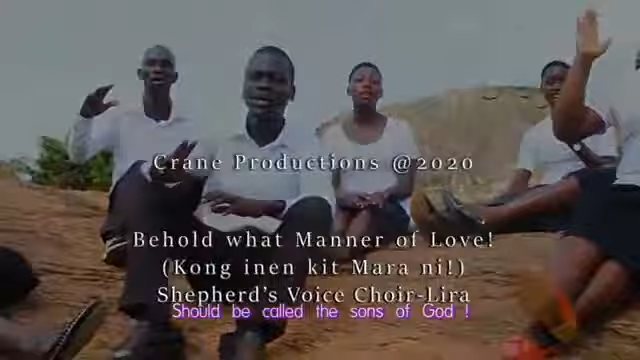 Crane Productions @2020
Behold what Manner of Love!
(Kong inen kit Mara ni!)
Shepherd's Voice Choir-Lira
Should be called the sons of God !